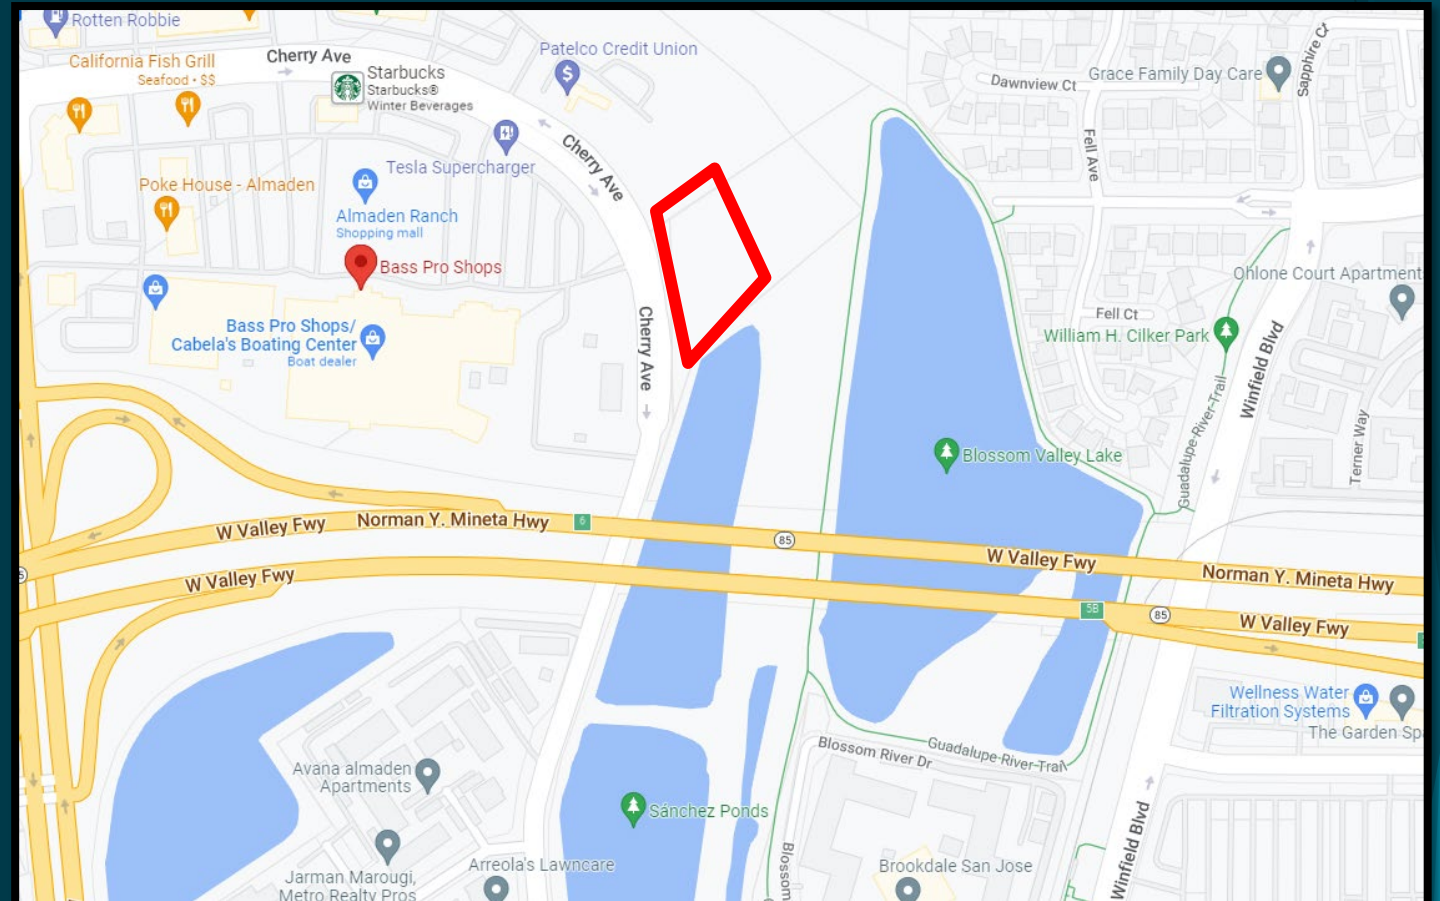 Rotten Robbie
California Fish Grill
Seafood • $$
Cherry Ave
Starbucks
Starbucks®
Winter Beverages
Patelco Credit Union
Tesla Supercharger
Cherry Ave
Poke House - Almaden
Almaden Ranch
Shopping mall
Bass Pro Shops
Bass Pro Shops/
Cabela's Boating Center
Boat dealer
Cherry Ave
Dawnview Ct
Grace Family Day Care
Sapphire Ct
Fell Ave
Ohlone Court Apartment
Fell Ct
William H. Cilker Park
Winfield Blvd
Guadalupe-River-Trail
Terner Way
Blossom Valley Lake
W Valley Fwy
Norman Y. Mineta Hwy
6
85
W Valley Fwy
Norman Y. Mineta Hwy
W Valley Fwy
5B
85
W Valley Fwy
Wellness Water
Filtration Systems
The Garden Sp
Blossom River Dr
Guadalupe-River-Trail
Avana almaden
Apartments
Sánchez Ponds
Winfield Blvd
Arreola's Lawncare
Brookdale San Jose
Blossom
Jarman Marougi,
Metro Realty Pros